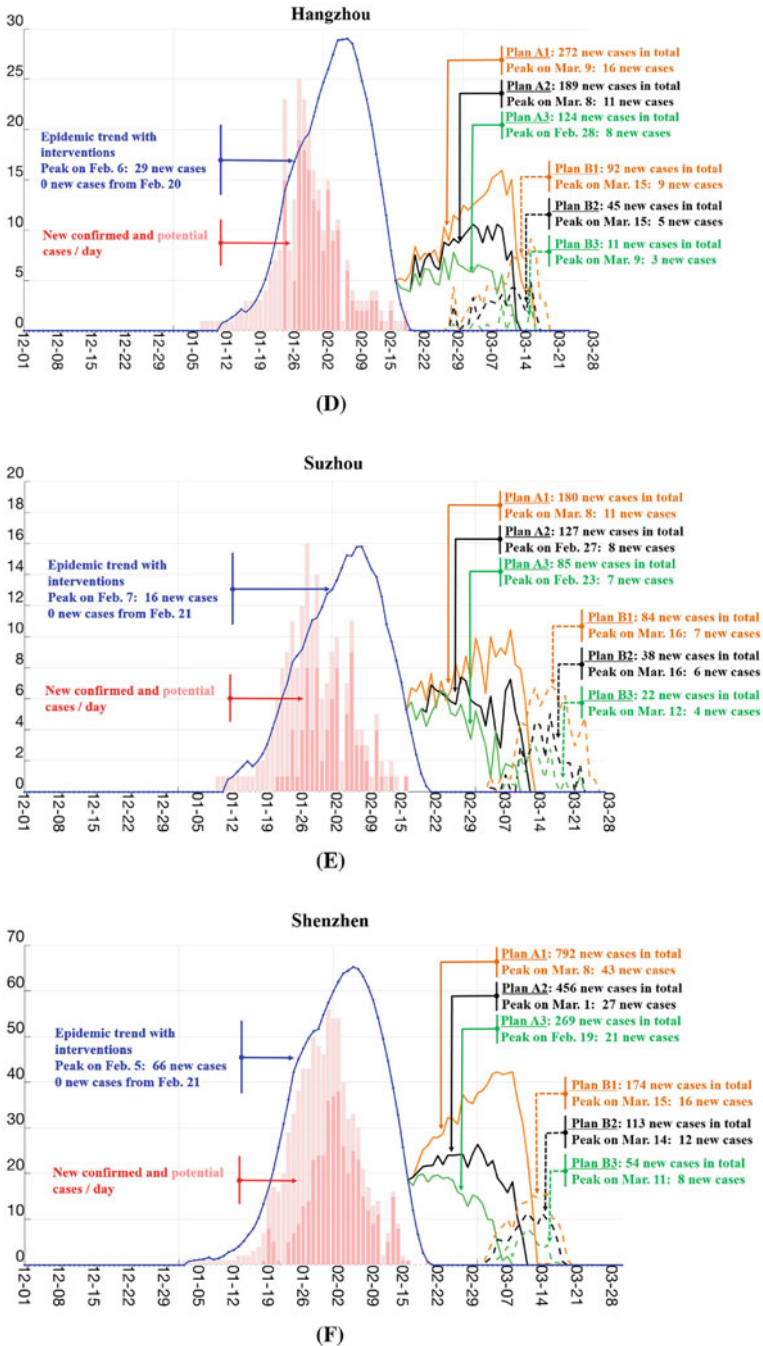 Hangzhou
30
25
20
15
10
5
0
Plan A1: 272 new cases in total
Peak on Mar. 9: 16 new cases
Plan A2: 189 new cases in total
Peak on Mar. 8: 11 new cases
Plan A3: 124 new cases in total
Peak on Feb. 28: 8 new cases
Epidemic trend with
interventions
Peak on Feb. 6: 29 new cases
0 new cases from Feb. 20
Plan B1: 92 new cases in total
Peak on Mar. 15: 9 new cases
Plan B2: 45 new cases in total
Peak on Mar. 15: 5 new cases
Plan B3: 11 new cases in total
Peak on Mar. 9: 3 new cases
New confirmed and potential
cases / day
12-01
12-08
12-15
12-22
12-29
01-05
01-12
01-19
01-26
02-02
02-09
02-15
02-22
02-29
03-07
03-14
03-21
03-28
(D)
Suzhou
20
18
16
14
12
10
8
6
4
2
0
Plan A1: 180 new cases in total
Peak on Mar. 8: 11 new cases
Plan A2: 127 new cases in total
Peak on Feb. 27: 8 new cases
Plan A3: 85 new cases in total
Peak on Feb. 23: 7 new cases
Epidemic trend with
interventions
Peak on Feb. 7: 16 new cases
0 new cases from Feb. 21
Plan B1: 84 new cases in total
Peak on Mar. 16: 7 new cases
Plan B2: 38 new cases in total
Peak on Mar. 16: 6 new cases
Plan B3: 22 new cases in total
Peak on Mar. 12: 4 new cases
New confirmed and potential
cases / day
12-01
12-08
12-15
12-22
12-29
01-05
01-12
01-19
01-26
02-02
02-09
02-15
02-22
02-29
03-07
03-14
03-21
03-28
(E)
Shenzhen
70
60
50
40
30
20
10
0
Plan A1: 792 new cases in total
Peak on Mar. 8: 43 new cases
Plan A2: 456 new cases in total
Peak on Mar. 1: 27 new cases
Plan A3: 269 new cases in total
Peak on Feb. 19: 21 new cases
Epidemic trend with
interventions
Peak on Feb. 5: 66 new cases
0 new cases from Feb. 21
Plan B1: 174 new cases in total
Peak on Mar. 15: 16 new cases
Plan B2: 113 new cases in total
Peak on Mar. 14: 12 new cases
Plan B3: 54 new cases in total
Peak on Mar. 11: 8 new cases
New confirmed and potential
cases / day
12-01
12-08
12-15
12-22
12-29
01-05
01-12
01-19
01-26
02-02
02-09
02-15
02-22
02-29
03-07
03-14
03-21
03-28
(F)